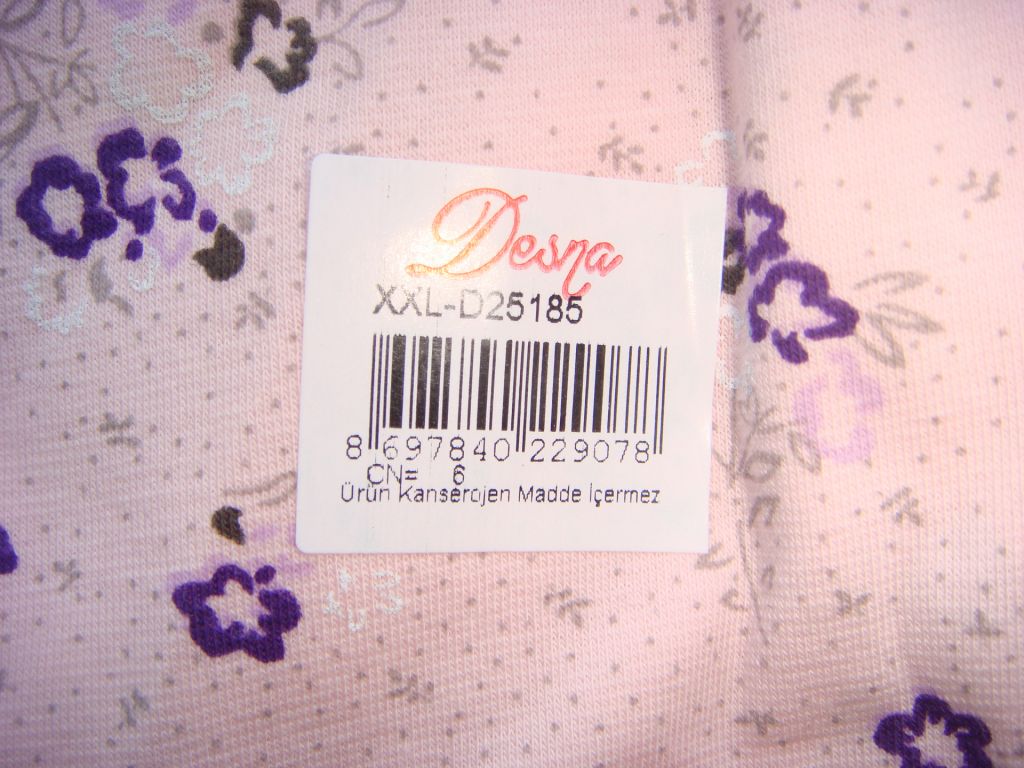 Desna
XXL-D25185
8 697840 229078
CN= 6
Ürün Kanserojen Madde İçermez